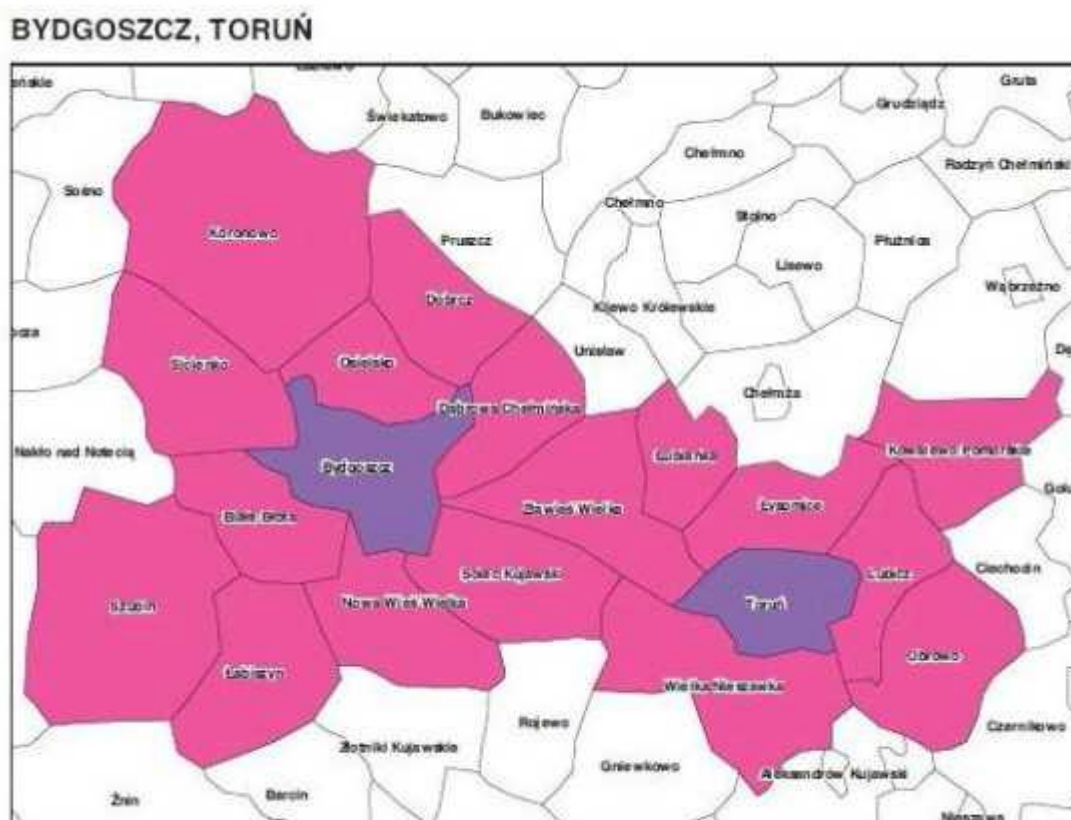 BYDGOSZCZ, TORUŃ
Gruta
Grudziądz
Świekatowo
Bukowiec
Chełmno
Radzyń Chełmiński
Sośno
Chełmno
Stolno
Koronowo
Pruszcz
Płużnica
Lisewo
Wąbrzeźno
Dobrcz
Kijewo Królewskie
Unisław
Sicienko
Osielsko
Chełmża
Dąbrowa Chełmińska
Nakło nad Notecią
Bydgoszcz
Łubianka
Kowalewo Pomorskie
Zławieś Wielka
Łysomice
Białe Błota
Ciechocin
Solec Kujawski
Lubicz
Szubin
Nowa Wieś Wielka
Toruń
Obrowo
Łabiszyn
Wielka Nieszawka
Rojewo
Czernikowo
Złotniki Kujawskie
Gniewkowo
Aleksandrów Kujawski
Żnin
Barcin